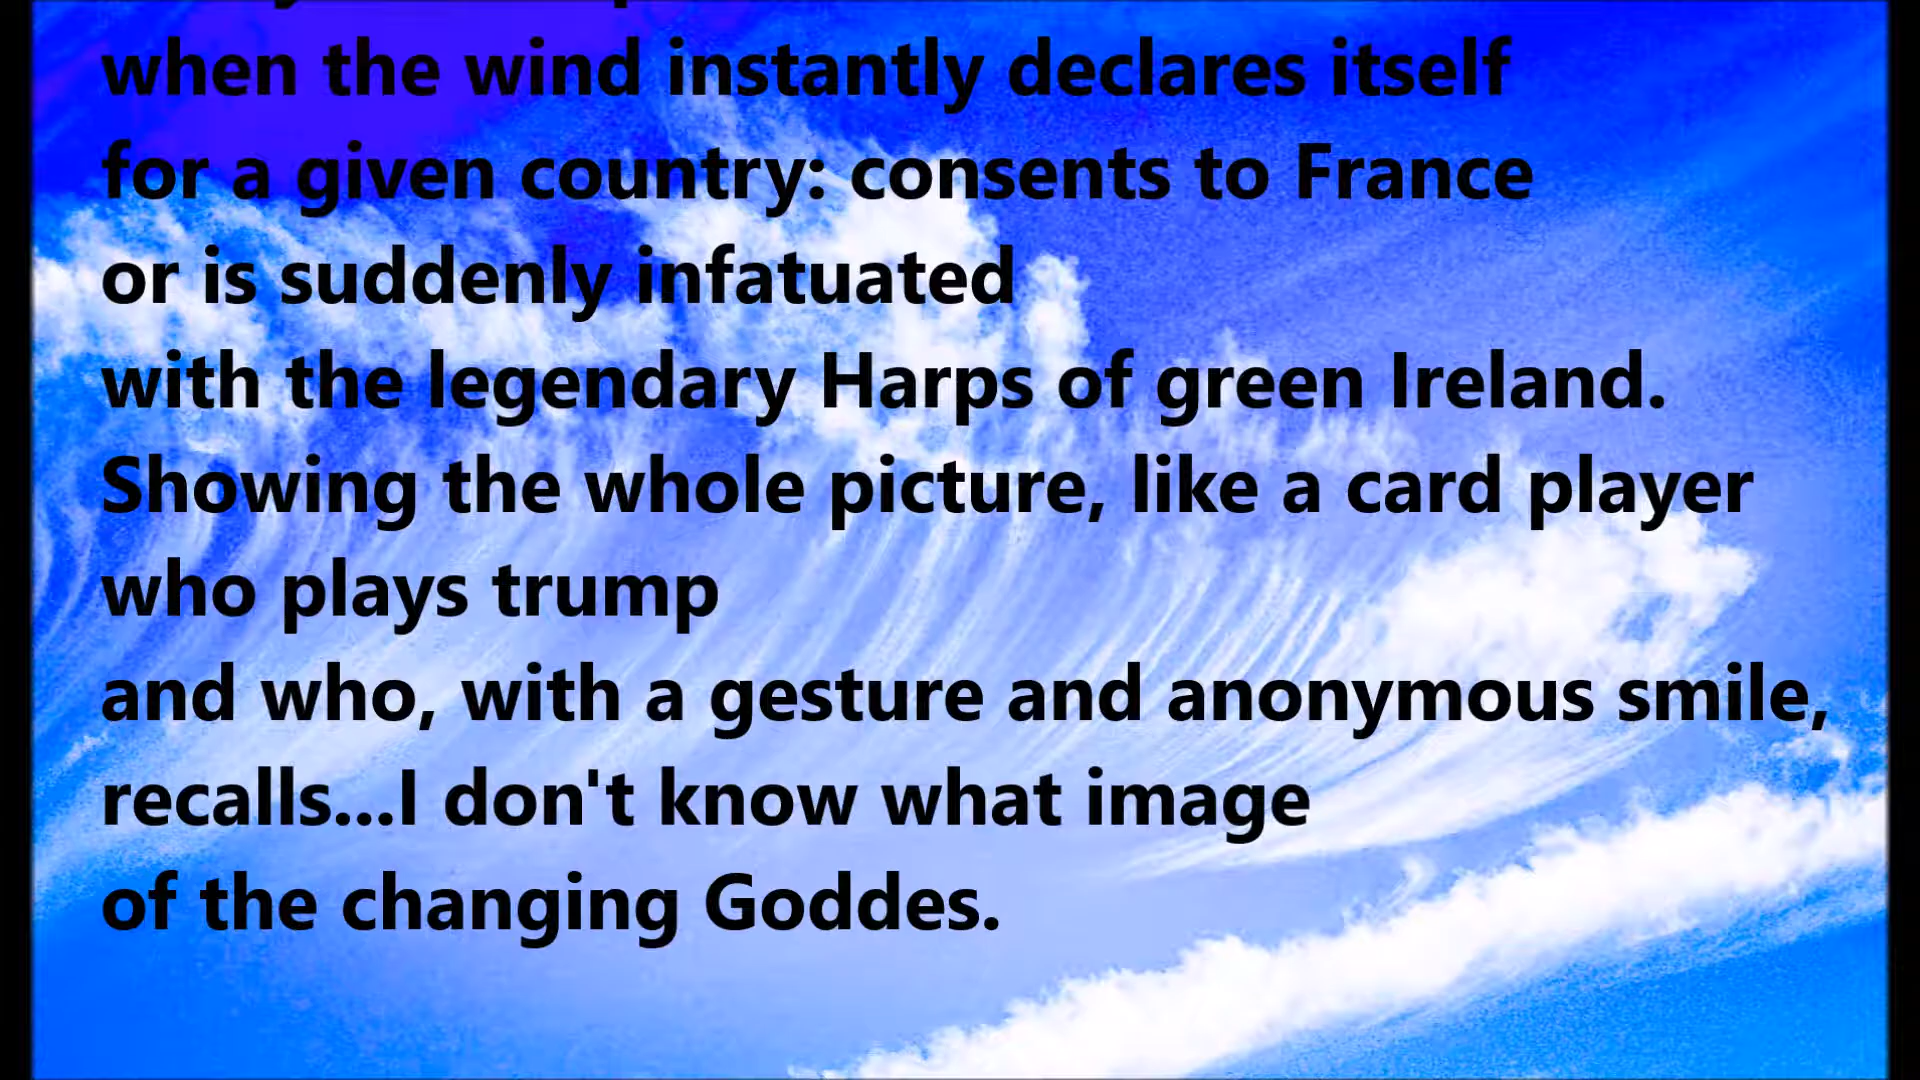 when the wind instantly declares itself
for a given country: consents to France
or is suddenly infatuated
with the legendary Harps of green Ireland.
Showing the whole picture, like a card player
who plays trump
and who, with a gesture and anonymous smile,
recalls...I don't know what image
of the changing Goddes.